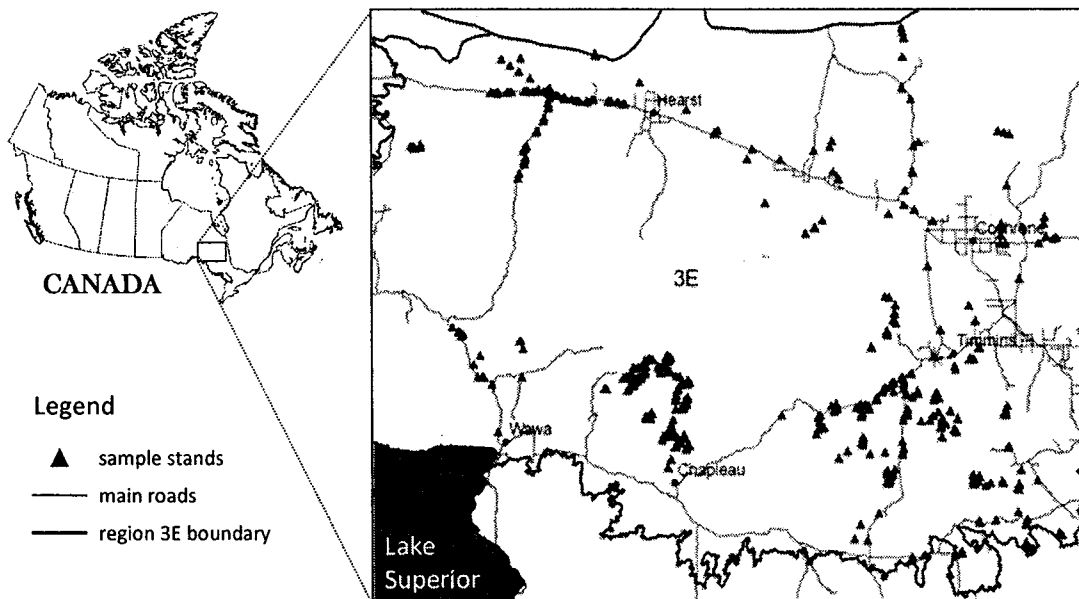 CANADA
Legend
sample stands
main roads
region 3E boundary
Hearst
Cochrane
3E
Timmins
Wawa
Chapleau
Lake
Superior